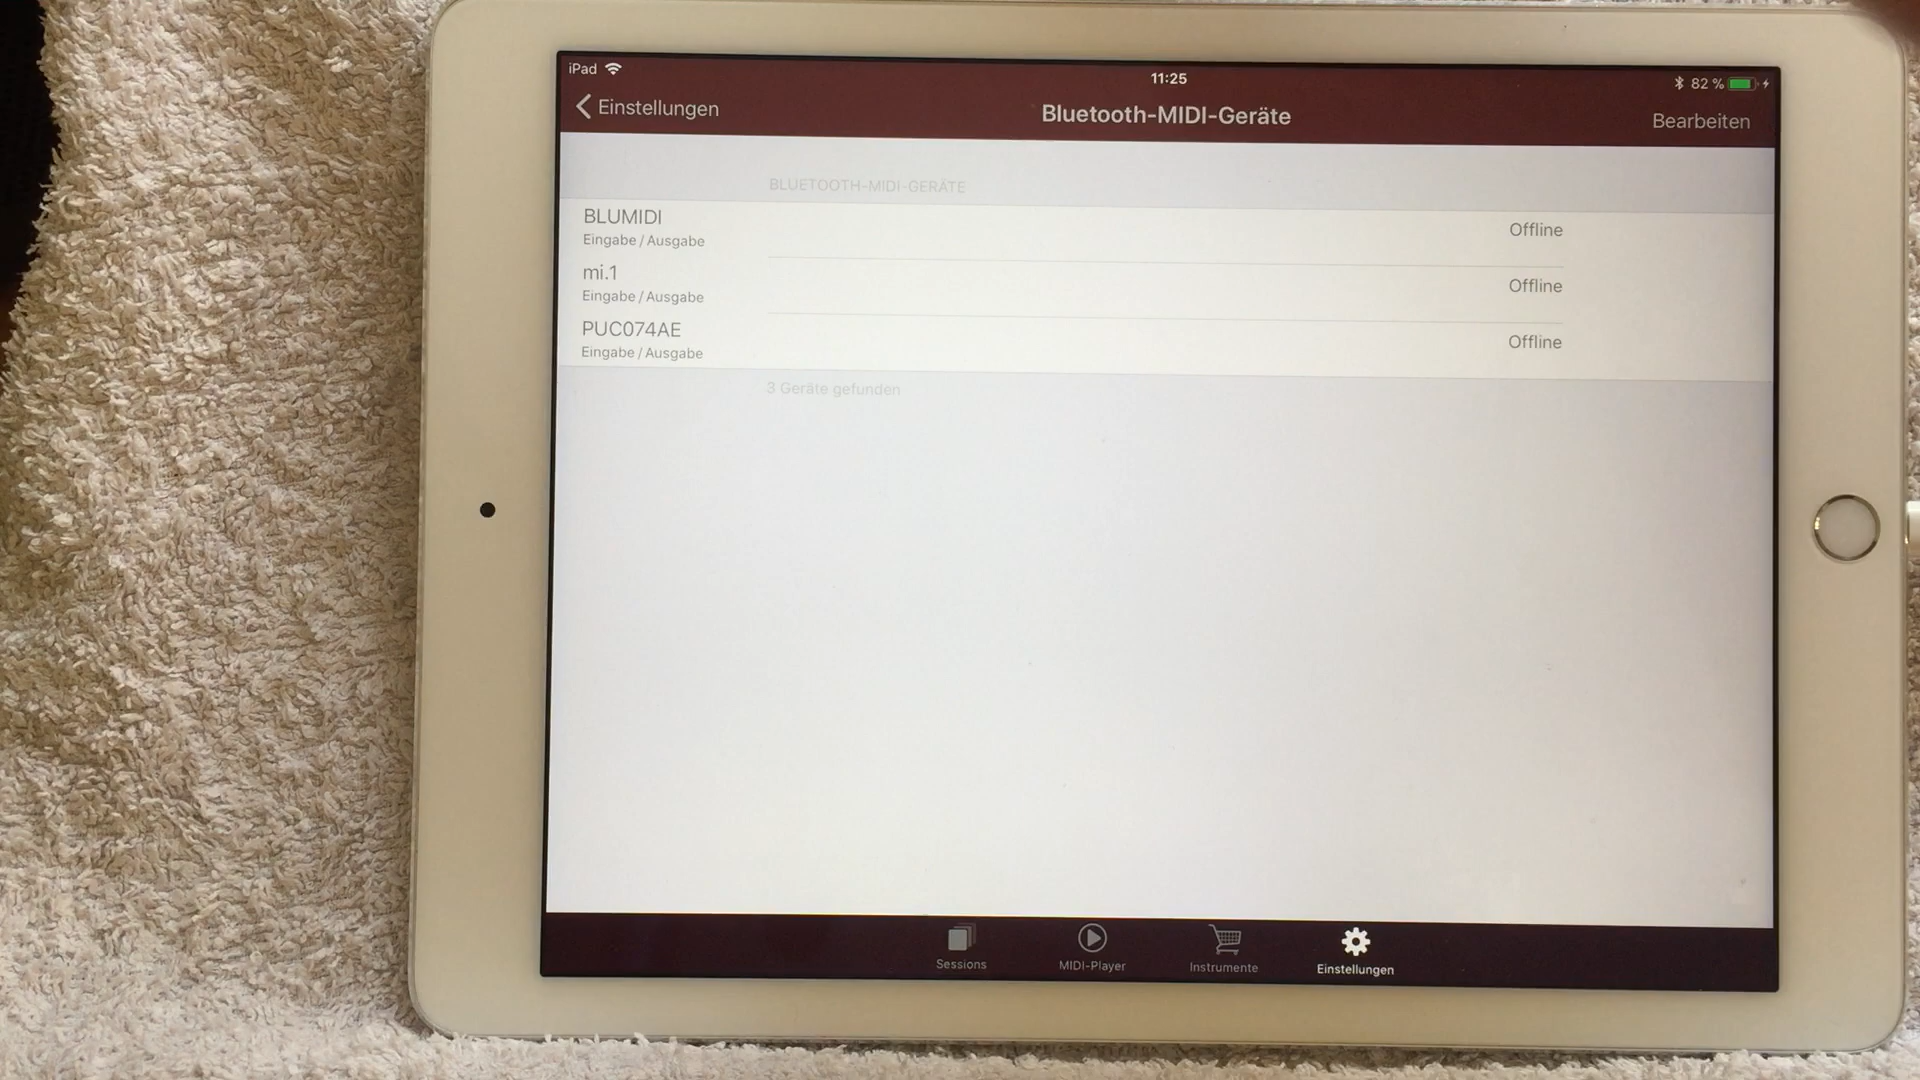 iPad
11:25
82 %
Einstellungen
Bluetooth-MIDI-Geräte
Bearbeiten
BLUETOOTH-MIDI-GERÄTE
BLUMIDI
Eingabe / Ausgabe
Offline
mi.1
Eingabe / Ausgabe
Offline
PUC074AE
Eingabe / Ausgabe
Offline
3 Geräte gefunden
Sessions
MIDI-Player
Instrumente
Einstellungen